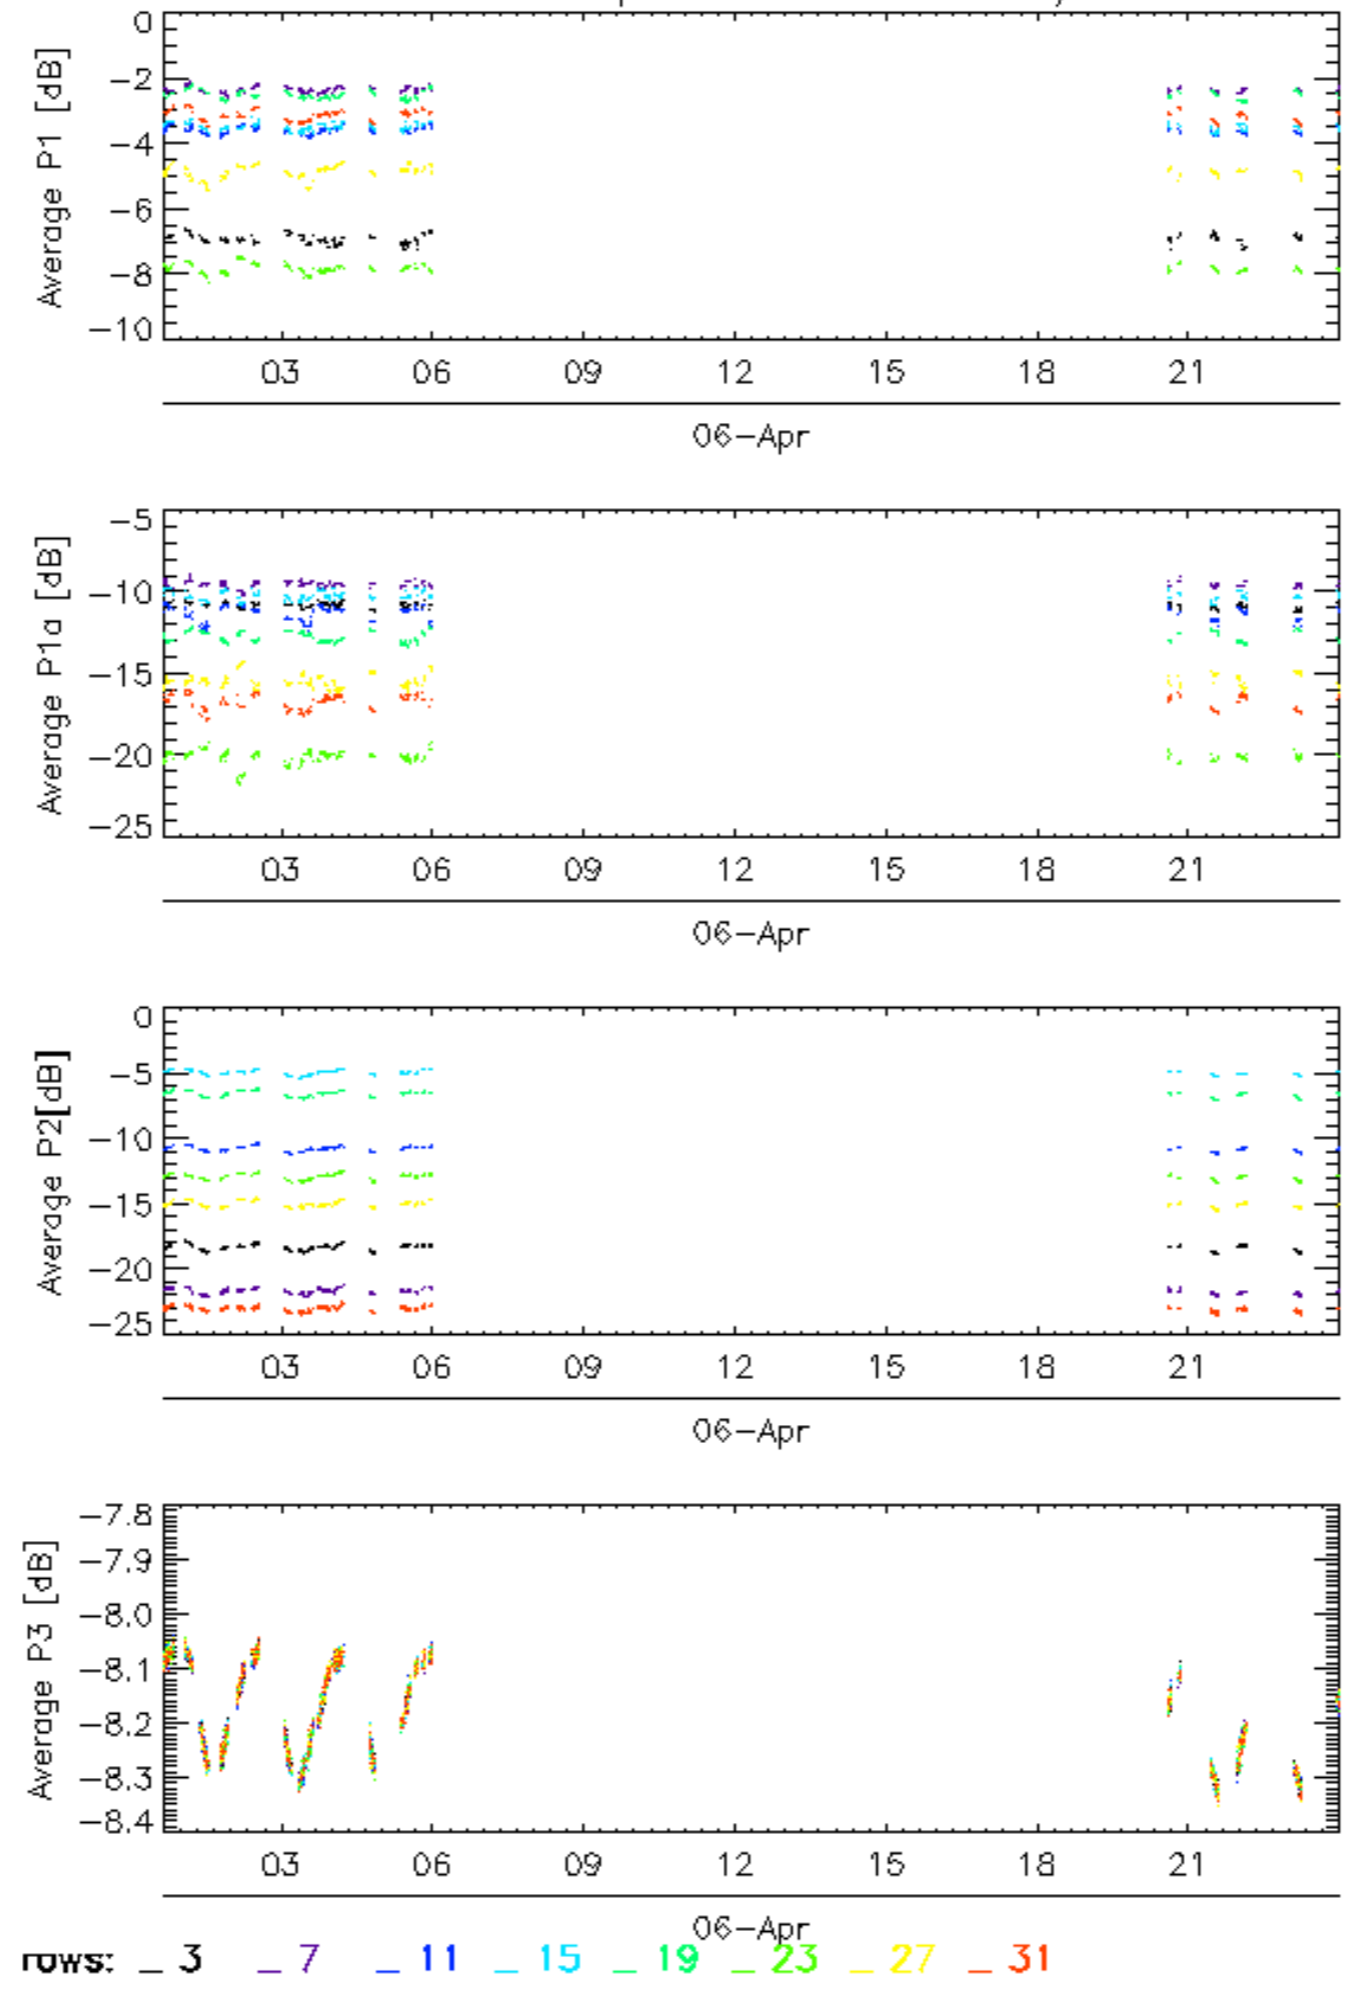 0
−2
−4
−6
−8
−10
Average P1 [dB]
03 06 09 12 15 18 21
06−Apr
−5
−10
−15
−20
−25
Average P1a [dB]
03 06 09 12 15 18 21
06−Apr
0
−5
−10
−15
−20
−25
Average P2[dB]
03 06 09 12 15 18 21
06−Apr
−7.8
−7.9
−8.0
−8.1
−8.2
−8.3
−8.4
Average P3 [dB]
03 06 09 12 15 18 21
06−Apr
rows: _ 3 _ 7 _ 11 _ 15 _ 19 _ 23 _ 27 _ 31